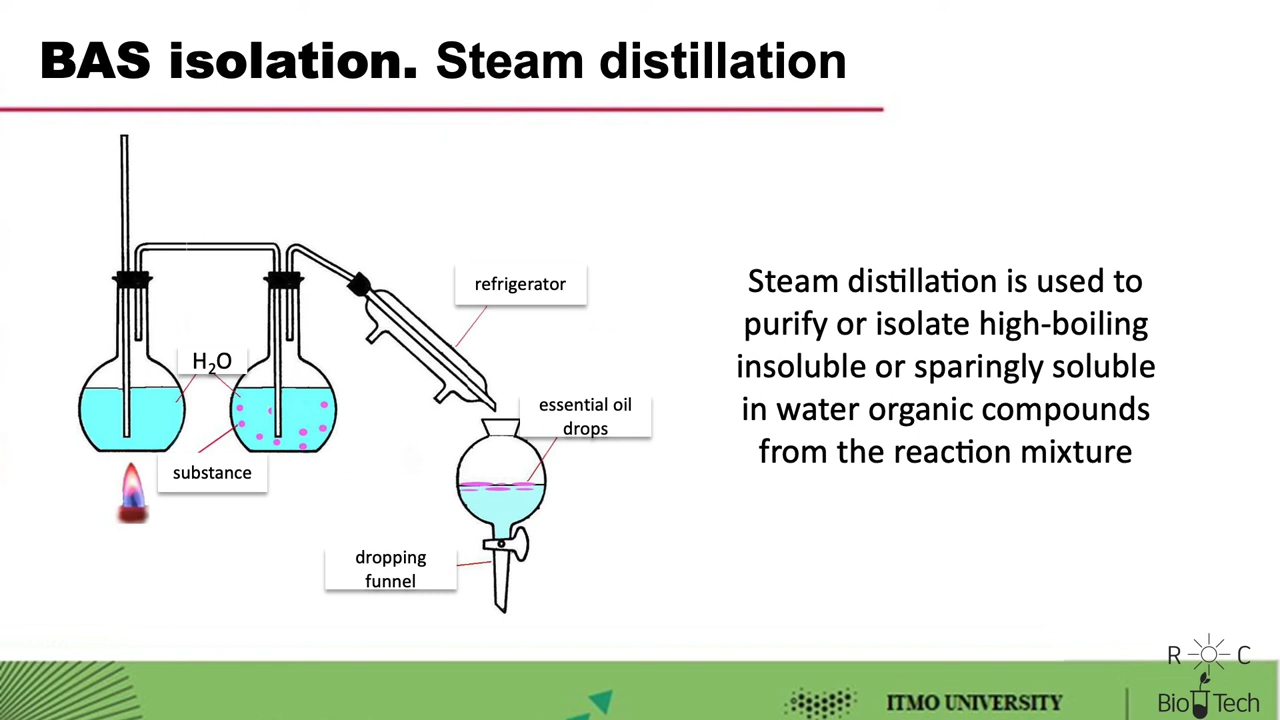 BAS isolation. Steam distillation
refrigerator
H₂O
essential oil
drops
substance
dropping
funnel
Steam distillation is used to
purify or isolate high-boiling
insoluble or sparingly soluble
in water organic compounds
from the reaction mixture
R C
BioTech
ITMO UNIVERSITY